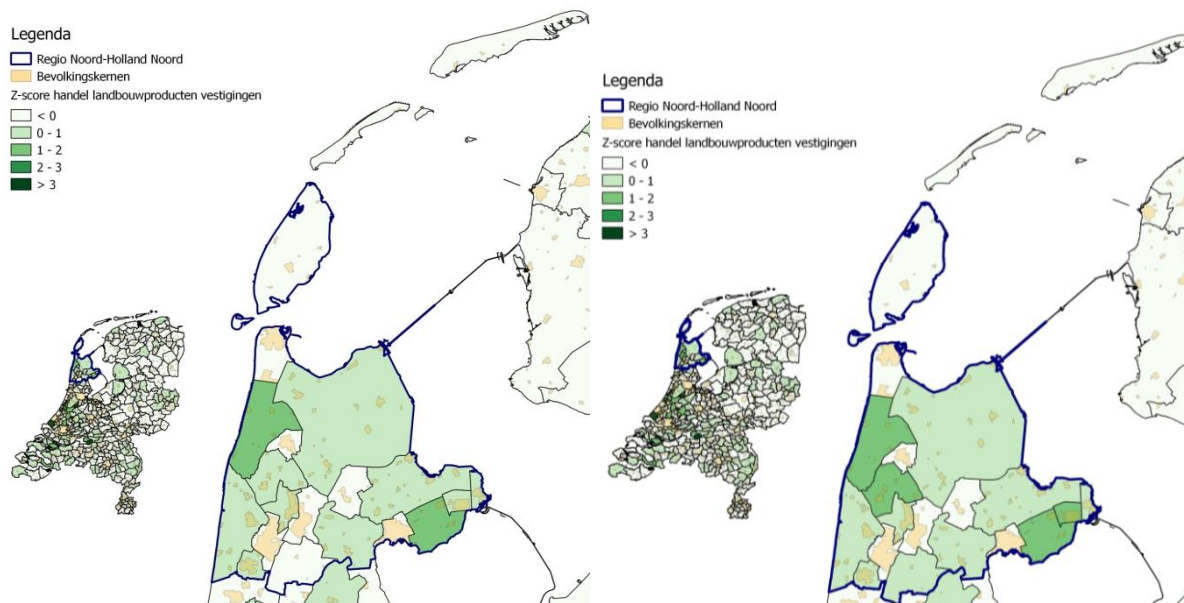 Legenda
Regio Noord-Holland Noord
Bevolkingskernen
Z-score handel landbouwproducten vestigingen
< 0
0 - 1
1 - 2
2 - 3
> 3
Legenda
Regio Noord-Holland Noord
Bevolkingskernen
Z-score handel landbouwproducten vestigingen
< 0
0 - 1
1 - 2
2 - 3
> 3